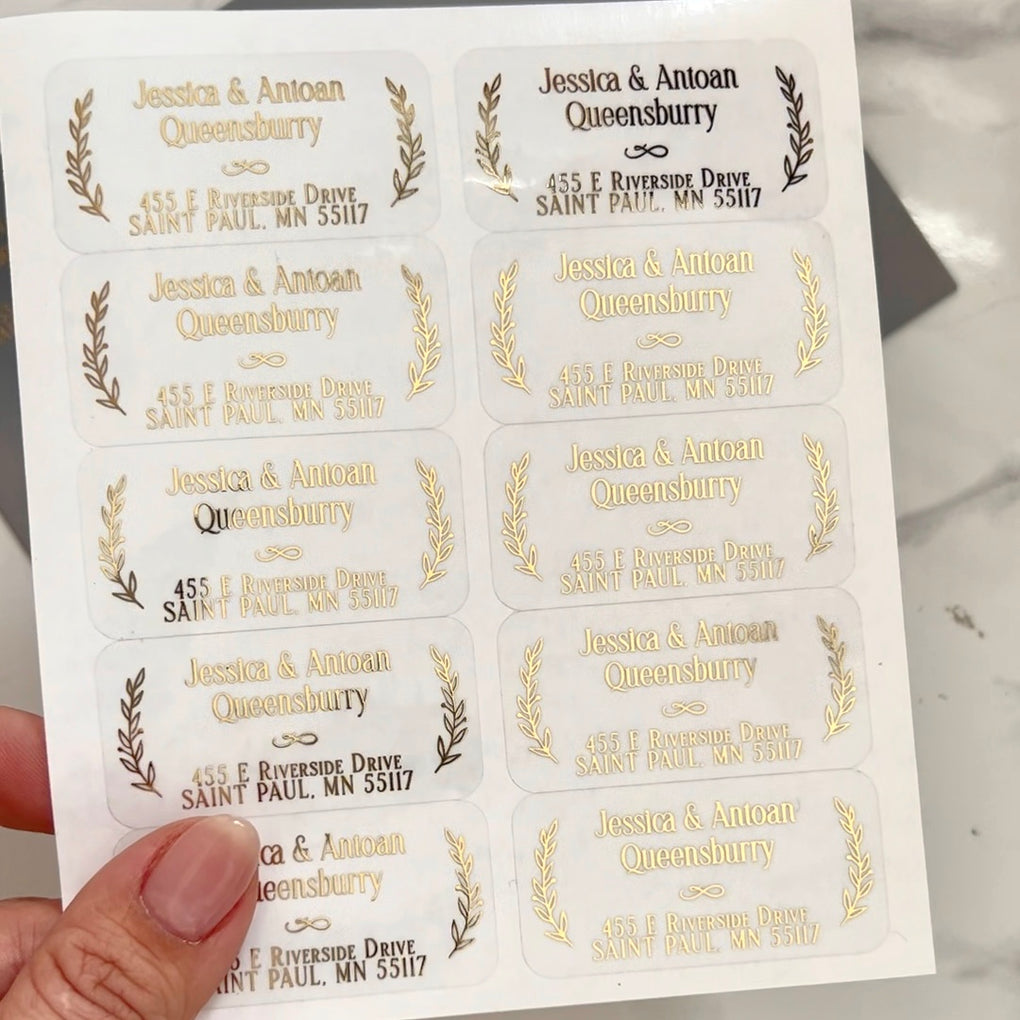 Jessica & Antoan
Queensburry
455 E RIVERSIDE DRIVE
SAINT PAUL, MN 55117
Jessica & Antoan
Queensburry
455 E RIVERSIDE DRIVE
SAINT PAUL, MN 55117
Jessica & Antoan
Queensburry
455 E RIVERSIDE DRIVE
SAINT PAUL, MN 55117
Jessica & Antoan
Queensburry
455 E RIVERSIDE DRIVE
SAINT PAUL, MN 55117
Jessica & Antoan
Queensburry
455 E RIVERSIDE DRIVE
SAINT PAUL, MN 55117
Jessica & Antoan
Queensburry
455 E RIVERSIDE DRIVE
SAINT PAUL, MN 55117
Jessica & Antoan
Queensburry
455 E RIVERSIDE DRIVE
SAINT PAUL, MN 55117
Jessica & Antoan
Queensburry
455 E RIVERSIDE DRIVE
SAINT PAUL, MN 55117
& Antoan
E RIVERSIDE DRIVE
PAUL, MN 55117
Jessica & Antoan
Queensburry
455 E RIVERSIDE DRIVE
SAINT PAUL, MN 55117